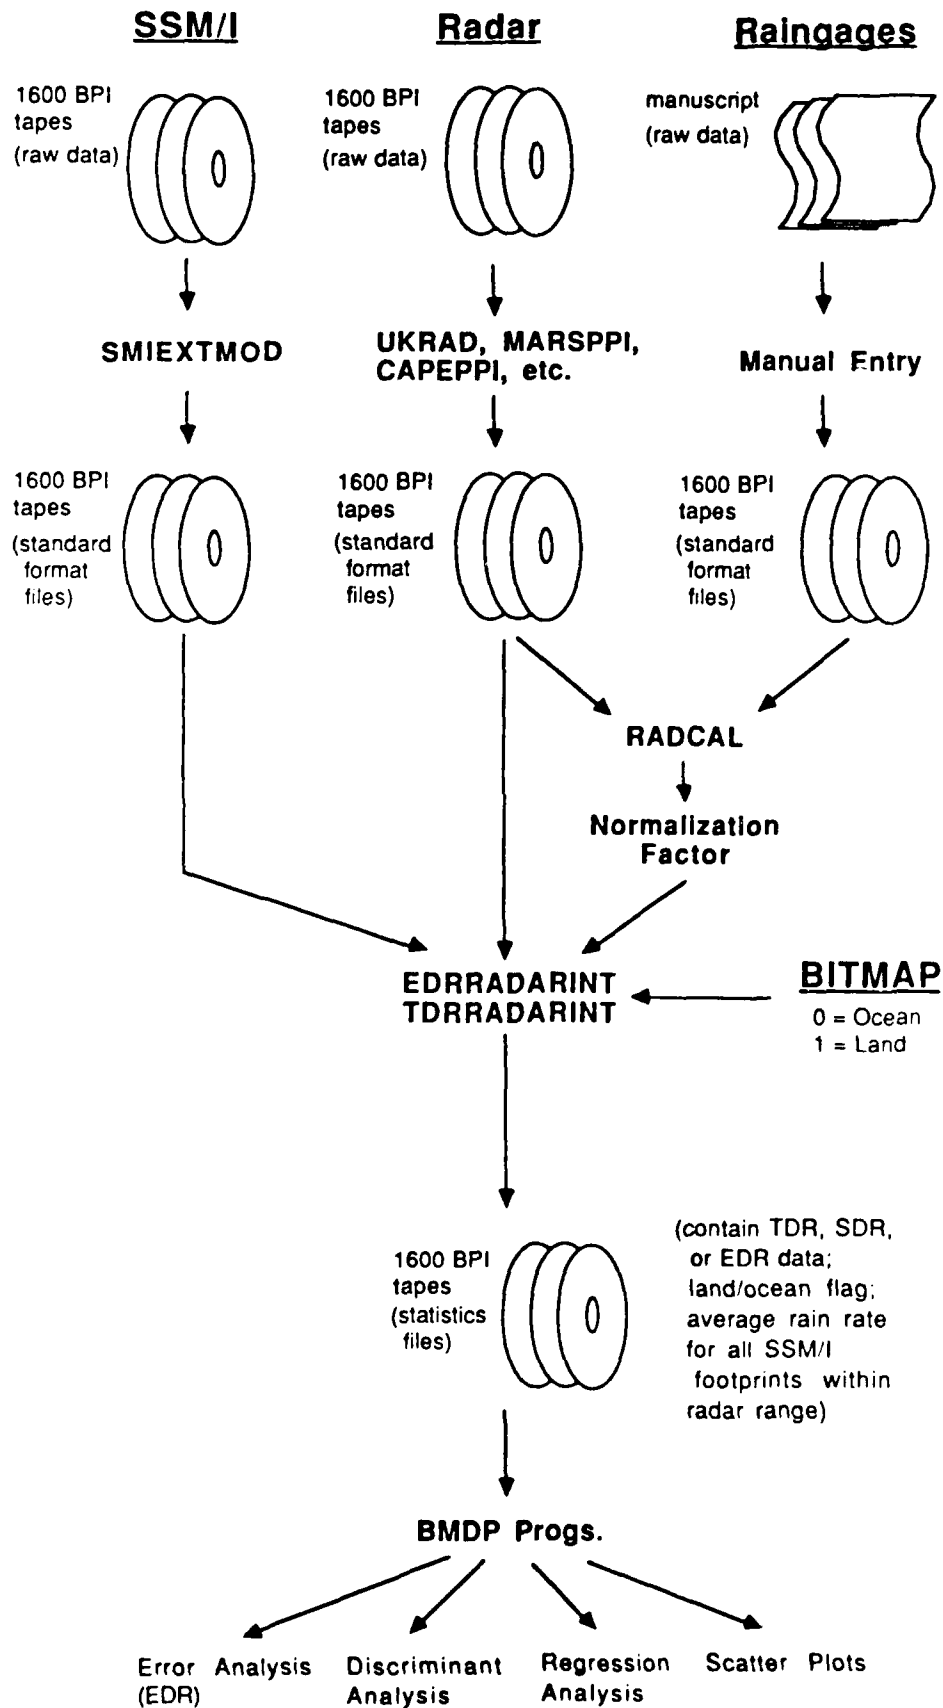 SSM/I
Radar
Raingages
1600 BPI
tapes
(raw data)
1600 BPI
tapes
(raw data)
manuscript
(raw data)
SMIEXTMOD
UKRAD, MARSPPI,
CAPEPPI, etc.
Manual Entry
1600 BPI
tapes
(standard
format
files)
1600 BPI
tapes
(standard
format
files)
1600 BPI
tapes
(standard
format
files)
RADCAL
Normalization
Factor
EDRRADARINT
TDRRADARINT
BITMAP
0 = Ocean
1 = Land
1600 BPI
tapes
(statistics
files)
(contain TDR, SDR,
or EDR data;
land/ocean flag;
average rain rate
for all SSM/I
footprints within
radar range)
BMDP Progs.
Error Analysis
(EDR)
Discriminant
Analysis
Regression
Analysis
Scatter Plots